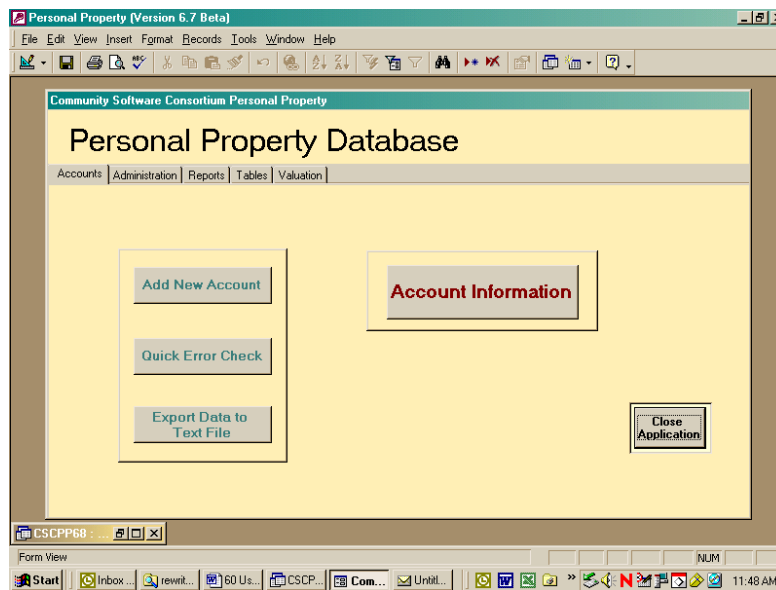 Personal Property (Version 6.7 Beta)
File Edit View Insert Format Records Tools Window Help
Community Software Consortium Personal Property
Personal Property Database
Accounts Administration Reports Tables Valuation
Add New Account
Account Information
Quick Error Check
Export Data to
Text File
Close
Application
CSCPP68 : ...
Form View
NUM
Start Inbox ... rewrit... 60 Us... CSCP... Com... Untitl... 11:48 AM